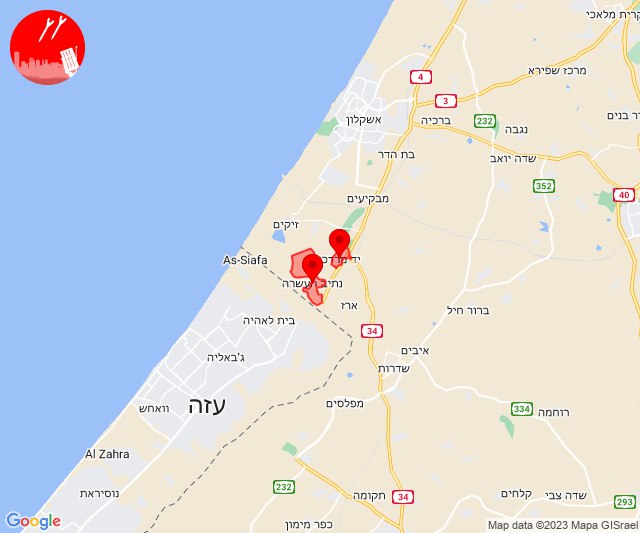 קרית מלאכי
מרכז שפירא
4
3
אשקלון
ברכיה
232
נגבה
ר בנים
בת הדר
שדה יואב
352
40
מבקיעים
זיקים
As-Siafa
יד מרדכי
נתיב העשרה
ארז
ברור חיל
בית לאהיה
34
ג'באליה
איבים
שדרות
עזה
וואחש
מפלסים
334
רוחמה
Al Zahra
נוסיראת
232
תקומה
34
קלחים
שדה צבי
293
כפר מימון
Google
Map data ©2023 Mapa GISrael